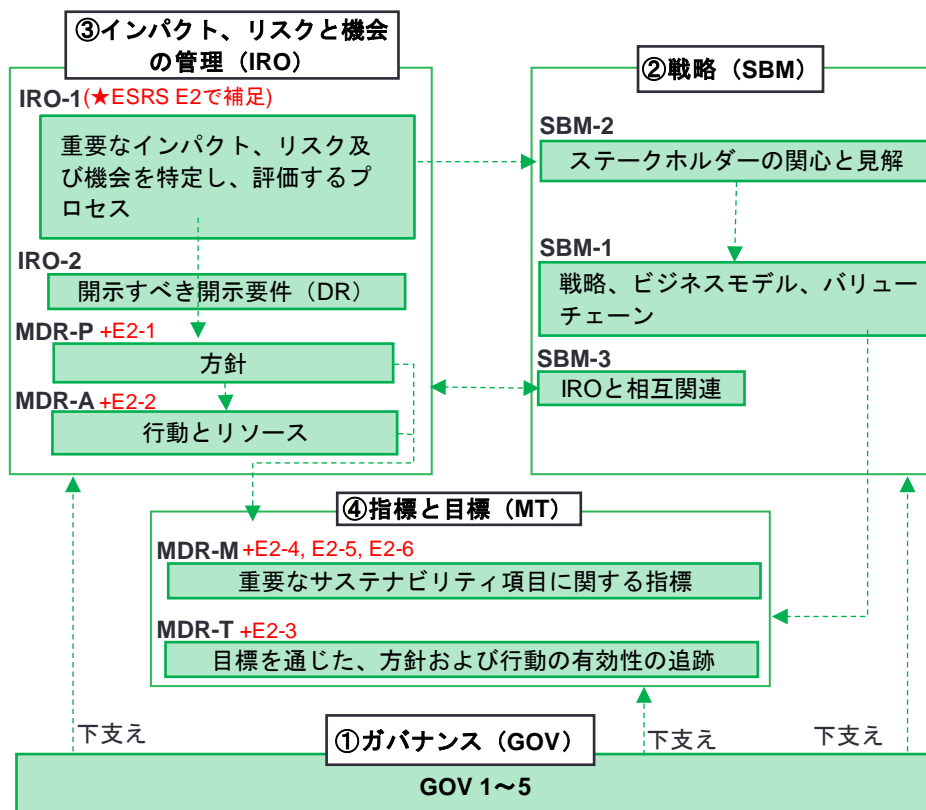 ③インパクト、リスクと機会
の管理（IRO）
IRO-1(★ESRS E2で補足)
重要なインパクト、リスク及
び機会を特定し、評価するプ
ロセス
IRO-2
開示すべき開示要件（DR）
MDR-P +E2-1
方針
MDR-A +E2-2
行動とリソース
②戦略（SBM）
SBM-2
ステークホルダーの関心と見解
SBM-1
戦略、ビジネスモデル、バリュー
チェーン
SBM-3
IROと相互関連
④指標と目標（MT）
MDR-M +E2-4, E2-5, E2-6
重要なサステナビリティ項目に関する指標
MDR-T +E2-3
目標を通じた、方針および行動の有効性の追跡
下支え
下支え
下支え
①ガバナンス（GOV）
GOV 1～5